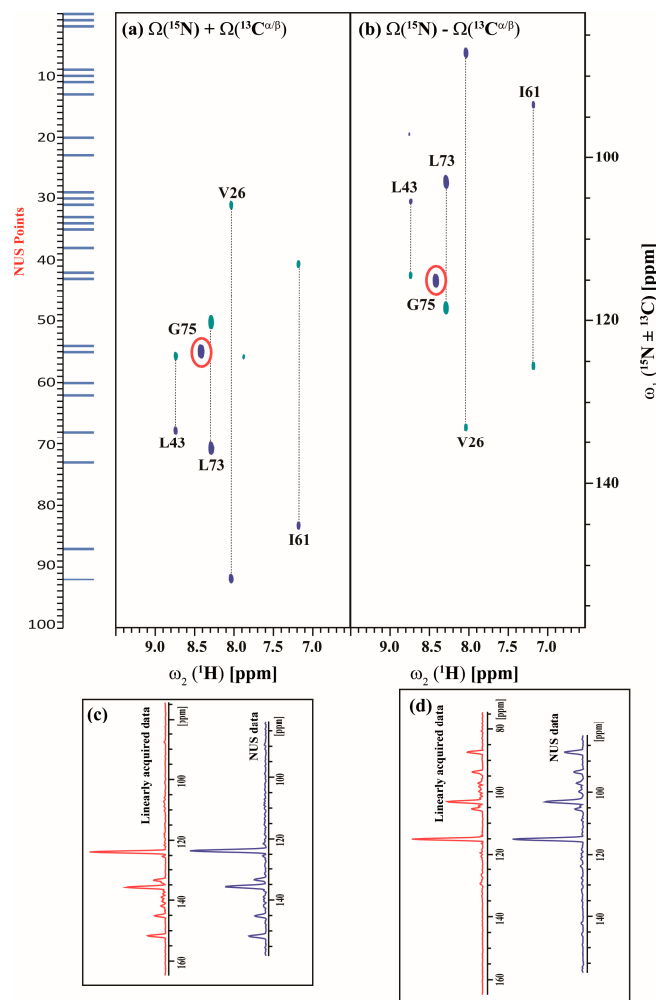 (a) Ω(¹⁵N) + Ω(¹³Cα/β)
(b) Ω(¹⁵N) - Ω(¹³Cα/β)
NUS Points
10
20
30
40
50
60
70
80
90
100
V26
G75
L43
L73
I61
I61
L73
L43
G75
V26
100
120
140
ω₁ (¹⁵N ± ¹³C) [ppm]
9.0 8.5 8.0 7.5 7.0
9.0 8.5 8.0 7.5 7.0
ω₂ (¹H) [ppm]
ω₂ (¹H) [ppm]
(c)
Linearly acquired data
[ppm]
100
120
140
160
NUS data
[ppm]
100
120
140
(d)
Linearly acquired data
[ppm]
80
100
120
140
160
NUS data
[ppm]
100
120
140